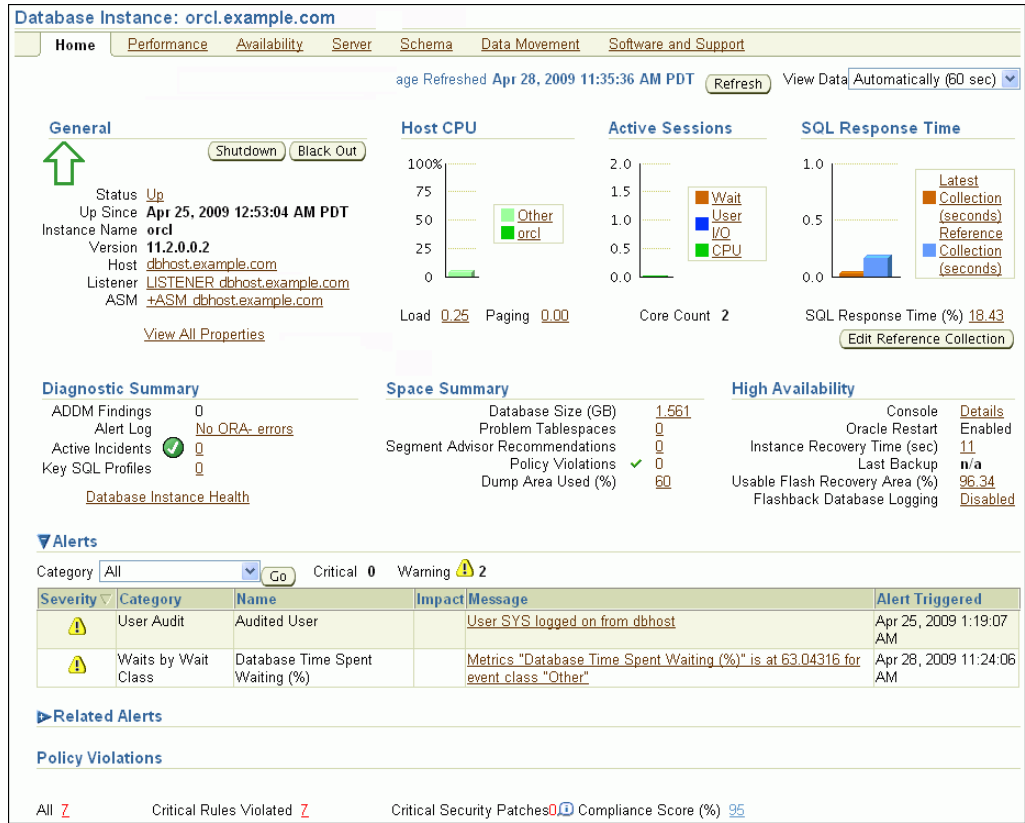 Database Instance: orcl.example.com
Home Performance Availability Server Schema Data Movement Software and Support
age Refreshed Apr 28, 2009 11:35:36 AM PDT Refresh View Data Automatically (60 sec)
General
Shutdown Black Out
Status Up
Up Since Apr 25, 2009 12:53:04 AM PDT
Instance Name orcl
Version 11.2.0.0.2
Host dbhost.example.com
Listener LISTENER_dbhost.example.com
ASM +ASM_dbhost.example.com
View All Properties
Host CPU
100%
75
50
25
0
Other
orcl
Load 0.25 Paging 0.00
Active Sessions
2.0
1.5
1.0
0.5
0.0
Wait
User
I/O
CPU
Core Count 2
SQL Response Time
1.0
0.5
0.0
Latest
Collection
(seconds)
Reference
Collection
(seconds)
SQL Response Time (%) 18.43
Edit Reference Collection
Diagnostic Summary
ADDM Findings 0
Alert Log No ORA- errors
Active Incidents 0
Key SQL Profiles 0
Database Instance Health
Space Summary
Database Size (GB) 1.561
Problem Tablespaces 0
Segment Advisor Recommendations 0
Policy Violations 0
Dump Area Used (%) 60
High Availability
Console Details
Oracle Restart Enabled
Instance Recovery Time (sec) 11
Last Backup n/a
Usable Flash Recovery Area (%) 96.34
Flashback Database Logging Disabled
Alerts
Category All Go Critical 0 Warning 2
Severity Category Name Impact Message Alert Triggered
User Audit Audited User User SYS logged on from dbhost Apr 25, 2009 1:19:07
AM
Waits by Wait Database Time Spent Metrics "Database Time Spent Waiting (%)" is at 63.04316 for Apr 28, 2009 11:24:06
Class Waiting (%) event class "Other" AM
Related Alerts
Policy Violations
All 7 Critical Rules Violated 7 Critical Security Patches 0 Compliance Score (%) 95